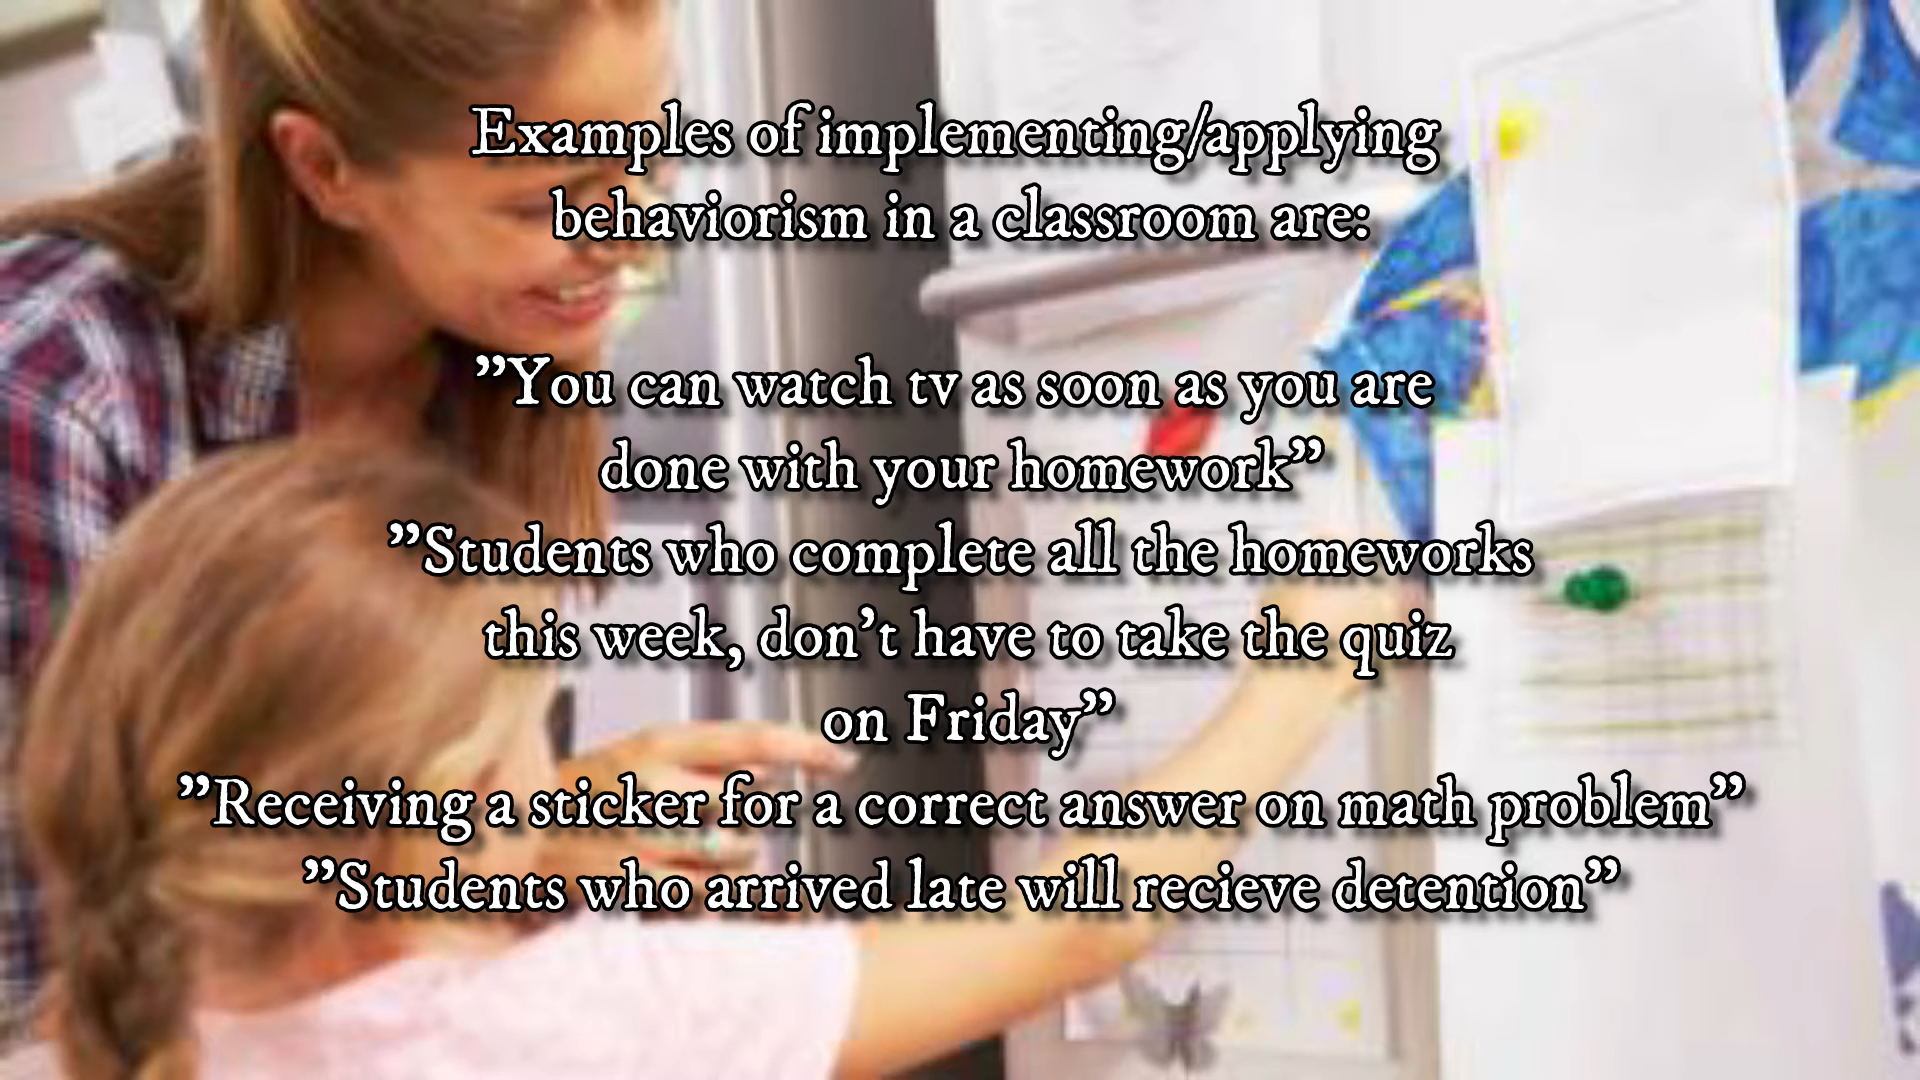 Examples of implementing/applying
behaviorism in a classroom are:
”You can watch tv as soon as you are
done with your homework”
”Students who complete all the homeworks
this week, don’t have to take the quiz
on Friday”
”Receiving a sticker for a correct answer on math problem”
”Students who arrived late will recieve detention”